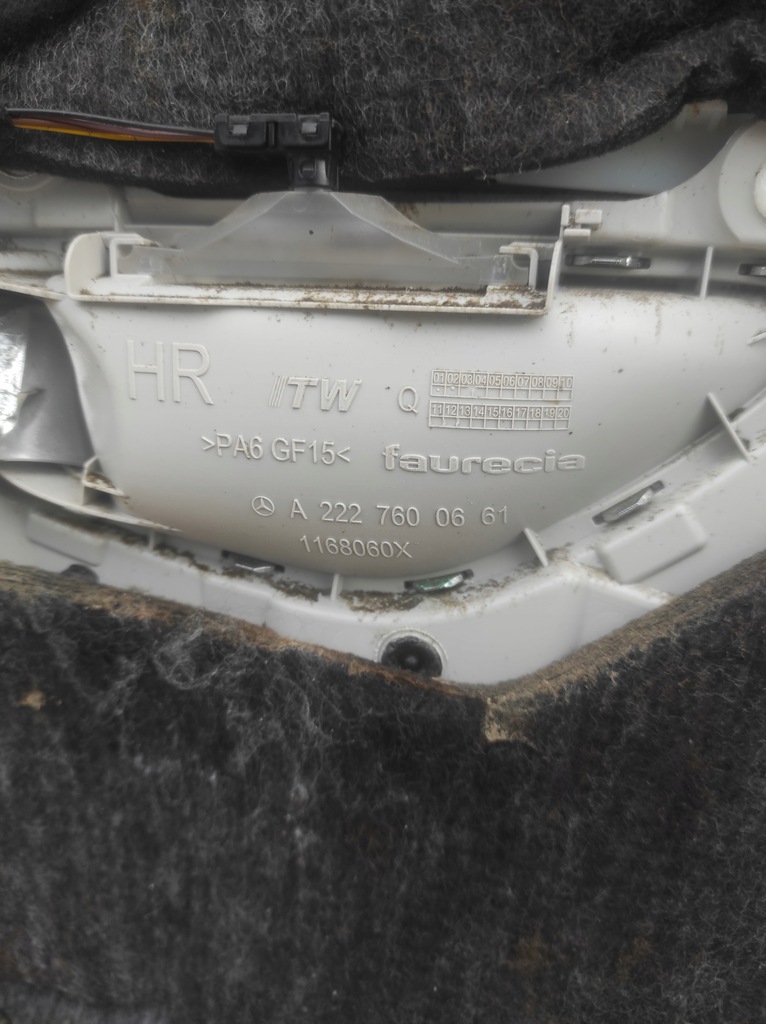 HR
ITW
Q
01 02 03 04 05 06 07 08 09 10
11 12 13 14 15 16 17 18 19 20
>PA6 GF15<
faurecia
A 222 760 06 61
1168060X